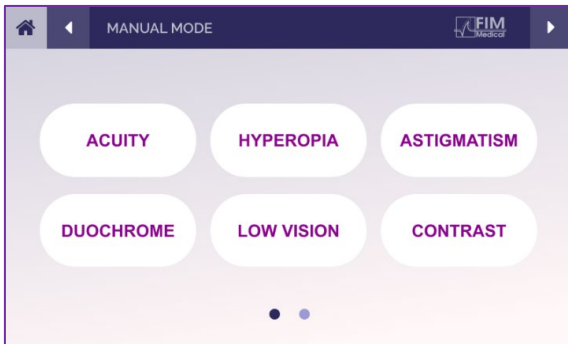 MANUAL MODE
FIM
Medical
ACUITY HYPEROPIA ASTIGMATISM
DUOCHROME LOW VISION CONTRAST